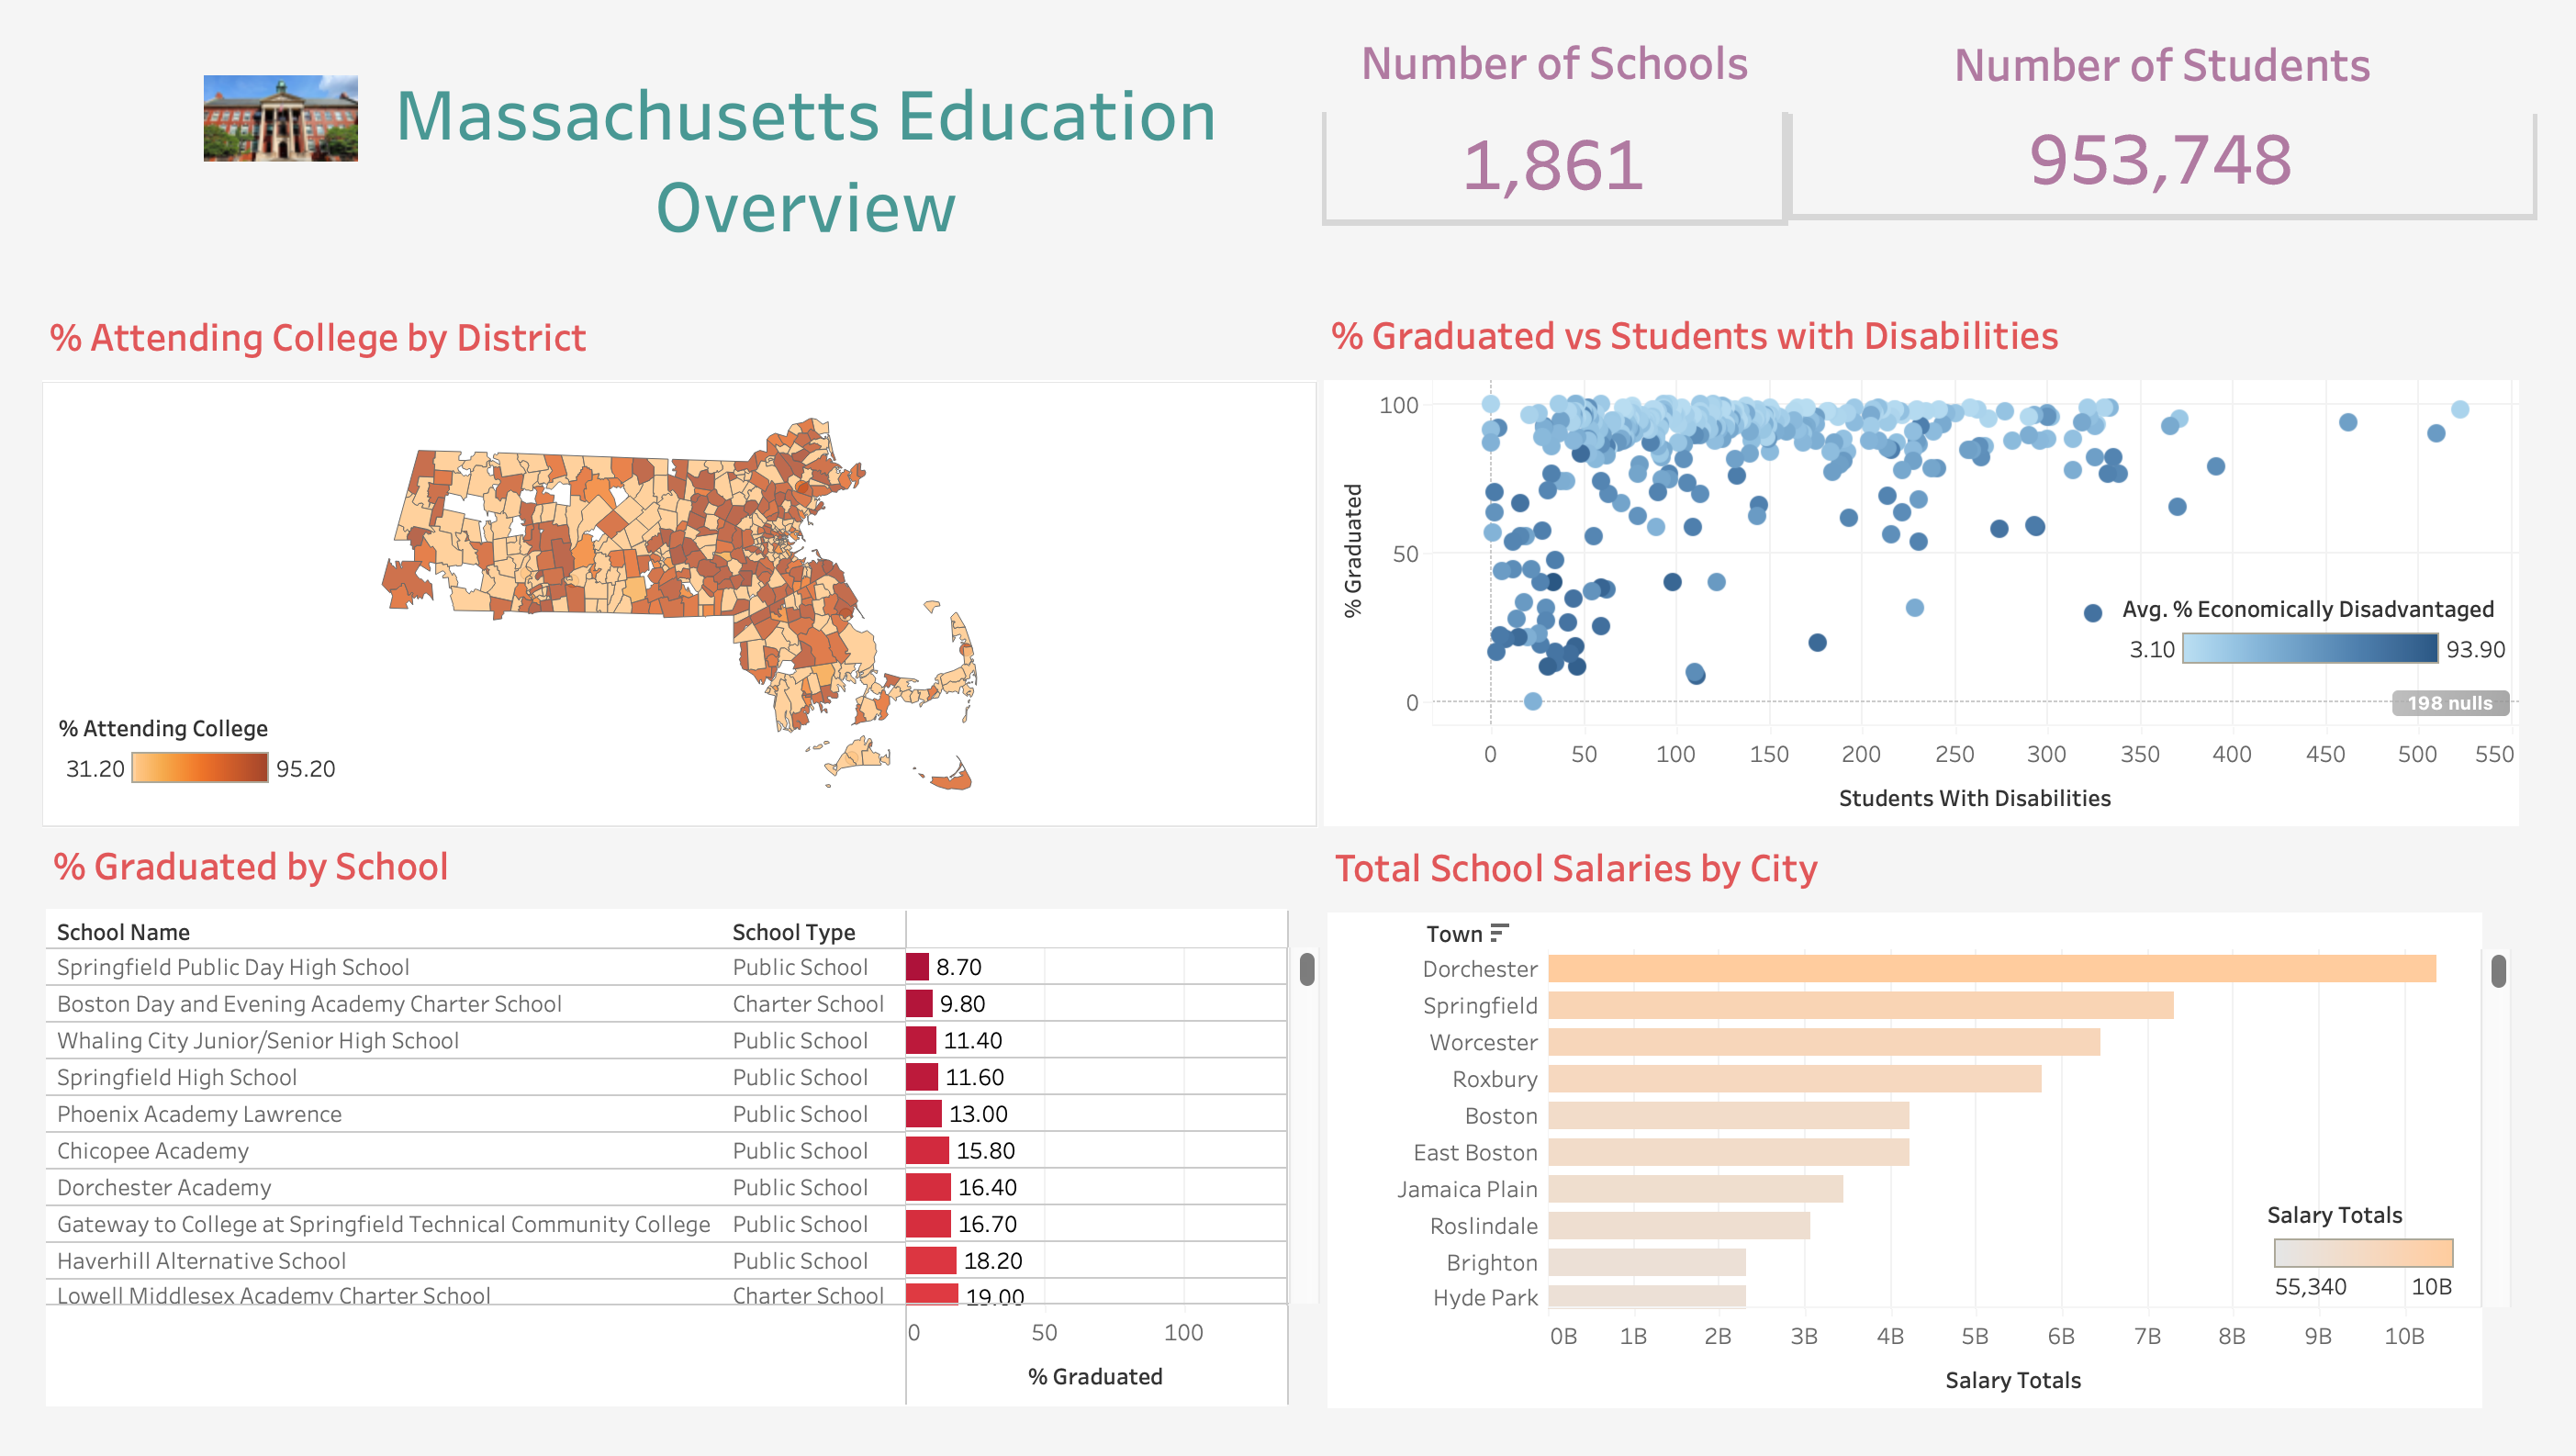 Massachusetts Education
Overview
Number of Schools
1,861
Number of Students
953,748
% Attending College by District
% Attending College
31.20
95.20
% Graduated vs Students with Disabilities
% Graduated
100
50
0
Avg. % Economically Disadvantaged
3.10
93.90
198 nulls
0 50 100 150 200 250 300 350 400 450 500 550
Students With Disabilities
% Graduated by School
School Name School Type
Springfield Public Day High School Public School 8.70
Boston Day and Evening Academy Charter School Charter School 9.80
Whaling City Junior/Senior High School Public School 11.40
Springfield High School Public School 11.60
Phoenix Academy Lawrence Public School 13.00
Chicopee Academy Public School 15.80
Dorchester Academy Public School 16.40
Gateway to College at Springfield Technical Community College Public School 16.70
Haverhill Alternative School Public School 18.20
Lowell Middlesex Academy Charter School Charter School 19.00
0 50 100
% Graduated
Total School Salaries by City
Town
Dorchester
Springfield
Worcester
Roxbury
Boston
East Boston
Jamaica Plain
Roslindale
Brighton
Hyde Park
Salary Totals
55,340 10B
0B 1B 2B 3B 4B 5B 6B 7B 8B 9B 10B
Salary Totals